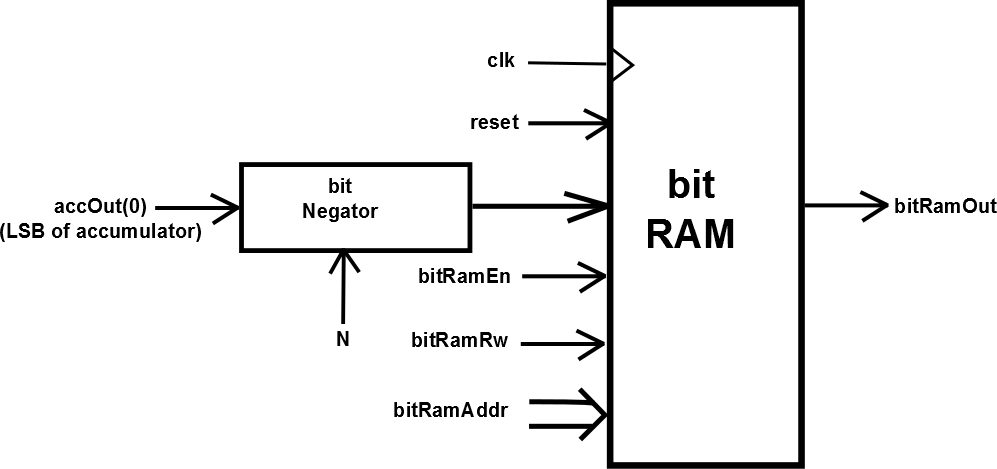 clk
reset
accOut(0)
(LSB of accumulator)
bit
Negator
N
bitRamEn
bitRamRw
bitRamAddr
bit
RAM
bitRamOut